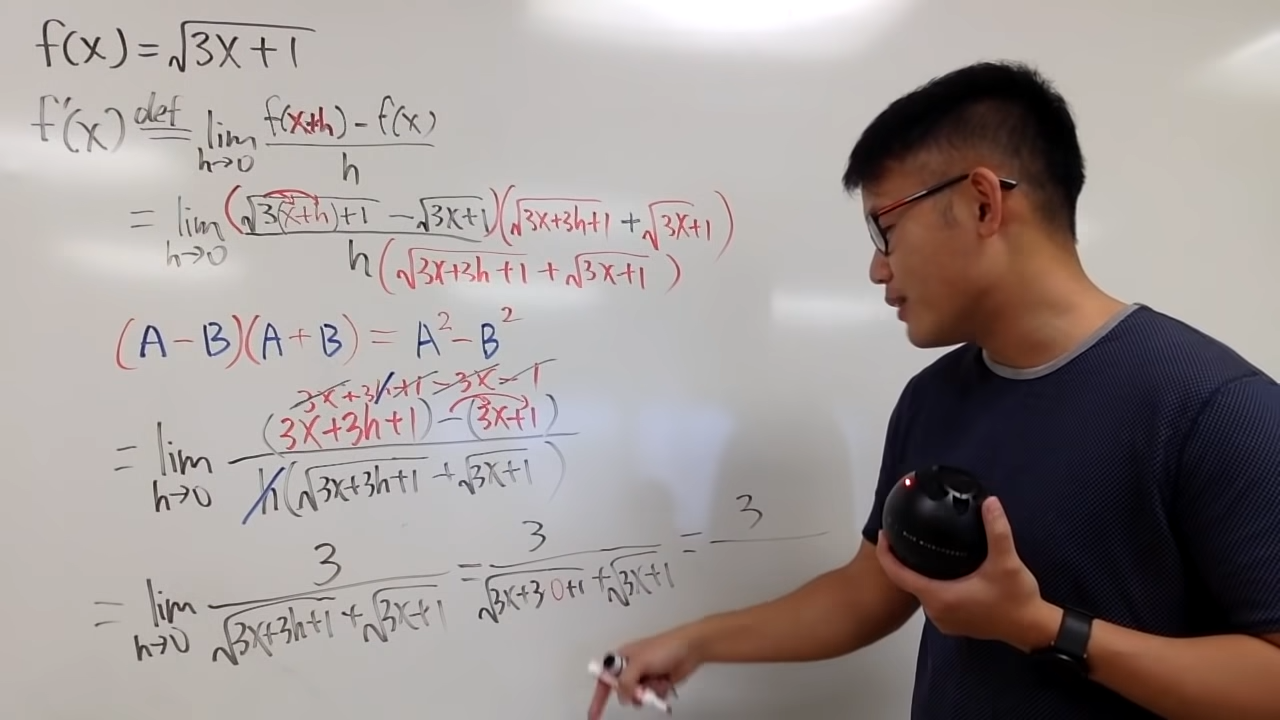 f(x) = √3x+1
f'(x) def= lim h→0 f(x+h) - f(x) / h
= lim h→0 (√3(x+h)+1 - √3x+1)(√3x+3h+1 + √3x+1) / h(√3x+3h+1 + √3x+1)
(A-B)(A+B) = A² - B²
3x+3h+1-3x-1
= lim h→0 (3x+3h+1) - (3x+1) / h(√3x+3h+1 + √3x+1)
= lim h→0 3 / √3x+3h+1 + √3x+1 = 3 / √3x+3·0+1 + √3x+1 = 3